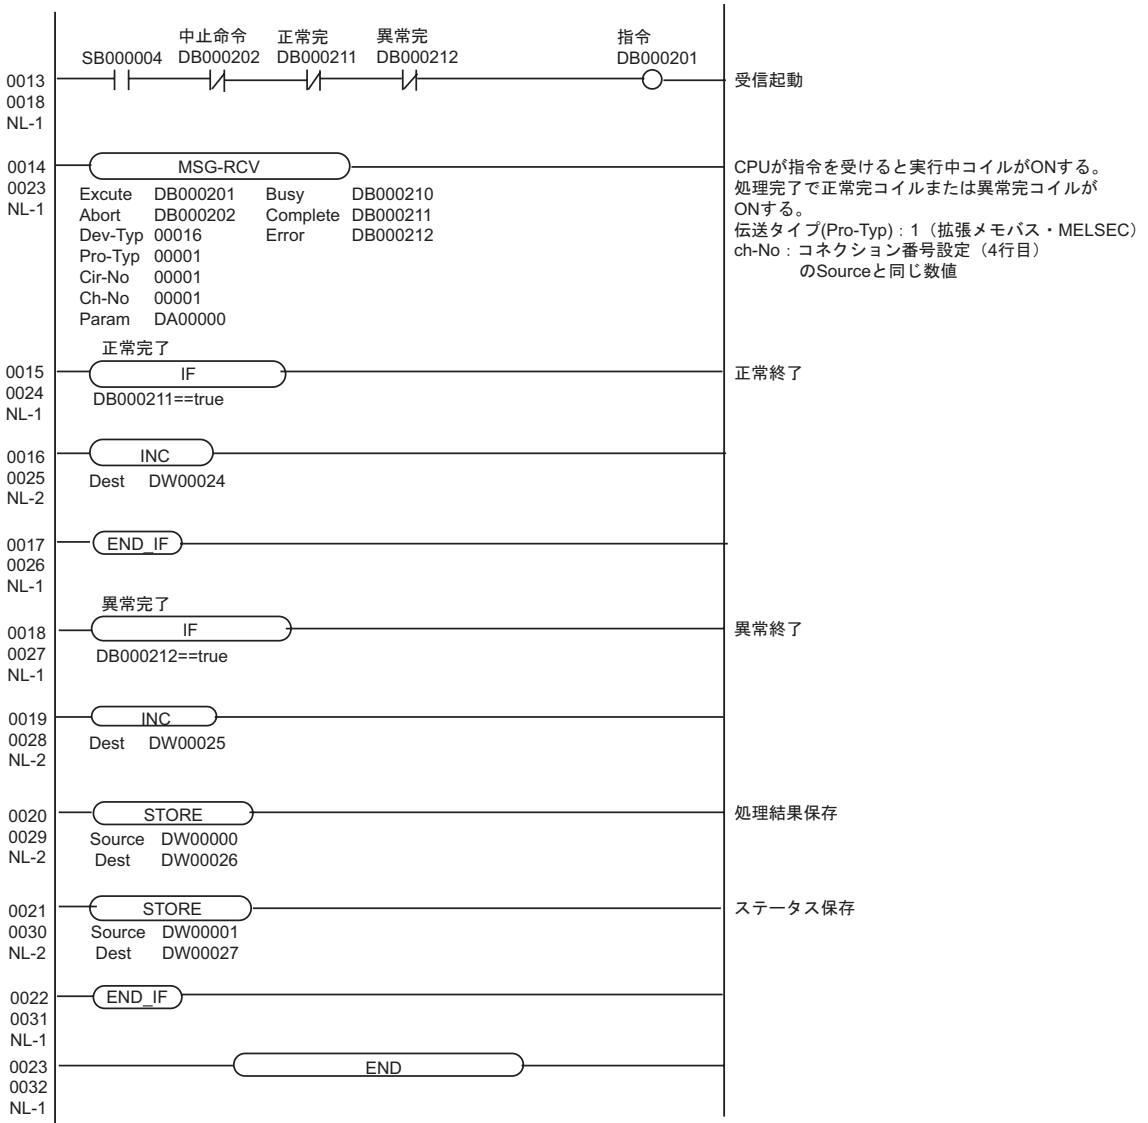 中止命令 正常完 異常完 指令
SB000004 DB000202 DB000211 DB000212 DB000201
0013 受信起動
0018
NL-1
0014 MSG-RCV CPUが指令を受けると実行中コイルがONする。
0023 Excute DB000201 Busy DB000210 処理完了で正常完コイルまたは異常完コイルが
NL-1 Abort DB000202 Complete DB000211 ONする。
Dev-Typ 00016 Error DB000212 伝送タイプ(Pro-Typ)：1（拡張メモバス・MELSEC）
Pro-Typ 00001 ch-No：コネクション番号設定（4行目）
Cir-No 00001 のSourceと同じ数値
Ch-No 00001
Param DA00000
正常完了
0015 IF 正常終了
0024 DB000211==true
NL-1
0016 INC
0025 Dest DW00024
NL-2
0017 END_IF
0026
NL-1
異常完了
0018 IF 異常終了
0027 DB000212==true
NL-1
0019 INC
0028 Dest DW00025
NL-2
0020 STORE 処理結果保存
0029 Source DW00000
NL-2 Dest DW00026
0021 STORE ステータス保存
0030 Source DW00001
NL-2 Dest DW00027
0022 END_IF
0031
NL-1
0023 END
0032
NL-1